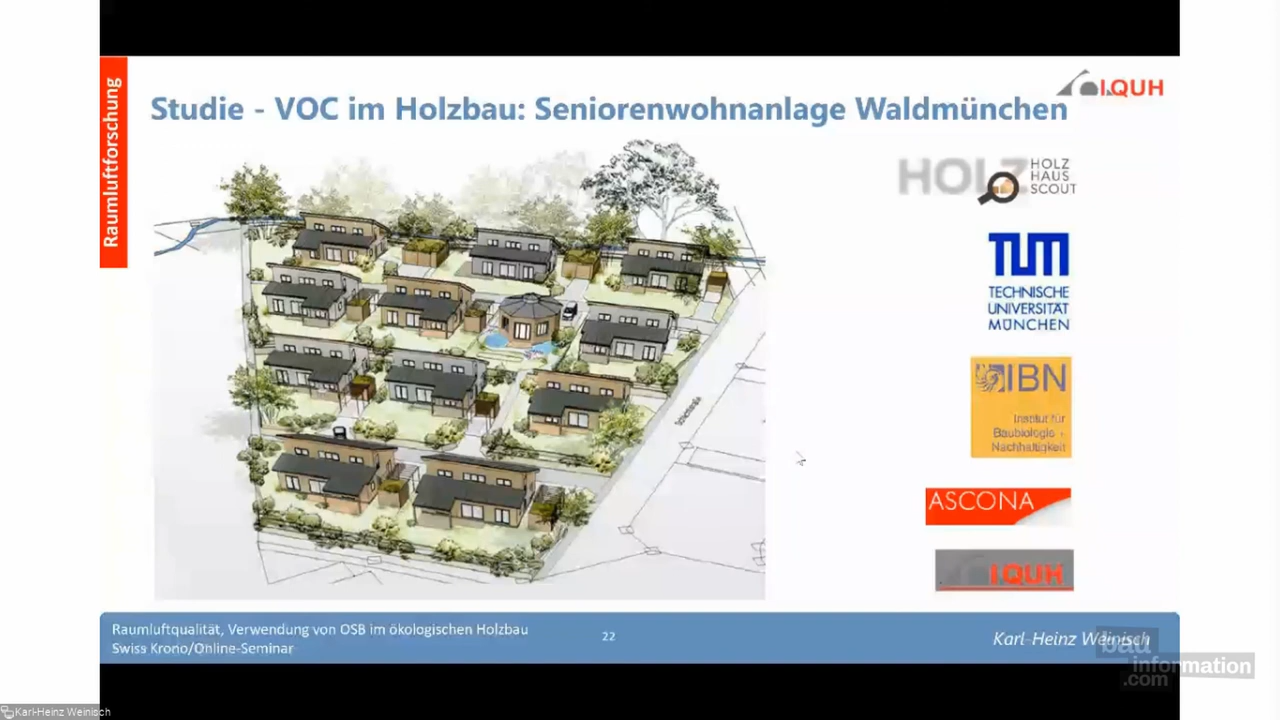 Raumluftforschung
Studie - VOC im Holzbau: Seniorenwohnanlage Waldmünchen
IQUH
HOLZ
HOLZ
HAUS
SCOUT
TUM
TECHNISCHE
UNIVERSITÄT
MÜNCHEN
IBN
Institut für
Baubiologie +
Nachhaltigkeit
ASCONA
IQUH
Raumluftqualität, Verwendung von OSB im ökologischen Holzbau
Swiss Krono/Online-Seminar
22
Karl-Heinz Weinisch
bau
information
.com
Karl-Heinz Weinisch